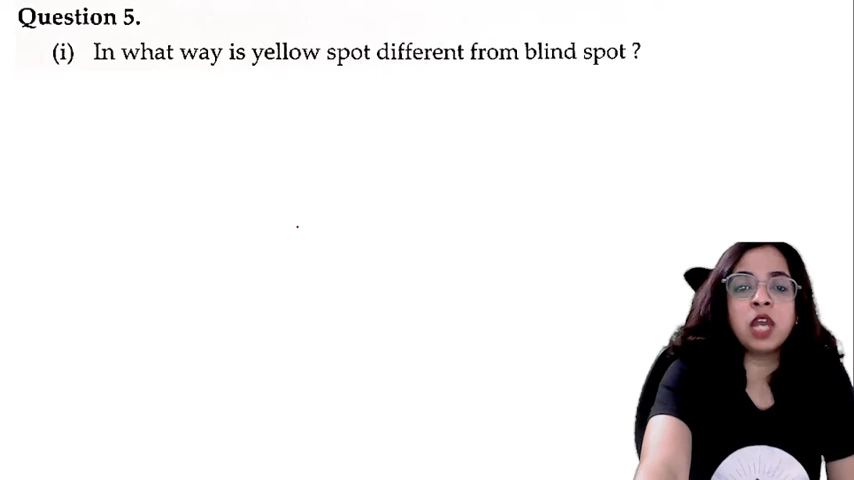 Question 5.
(i) In what way is yellow spot different from blind spot ?